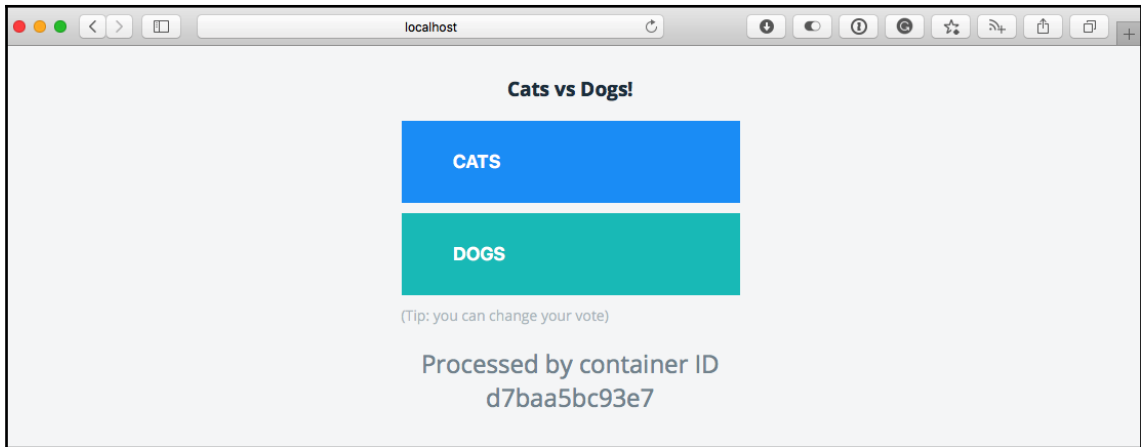 localhost
Cats vs Dogs!
CATS
DOGS
(Tip: you can change your vote)
Processed by container ID
d7baa5bc93e7